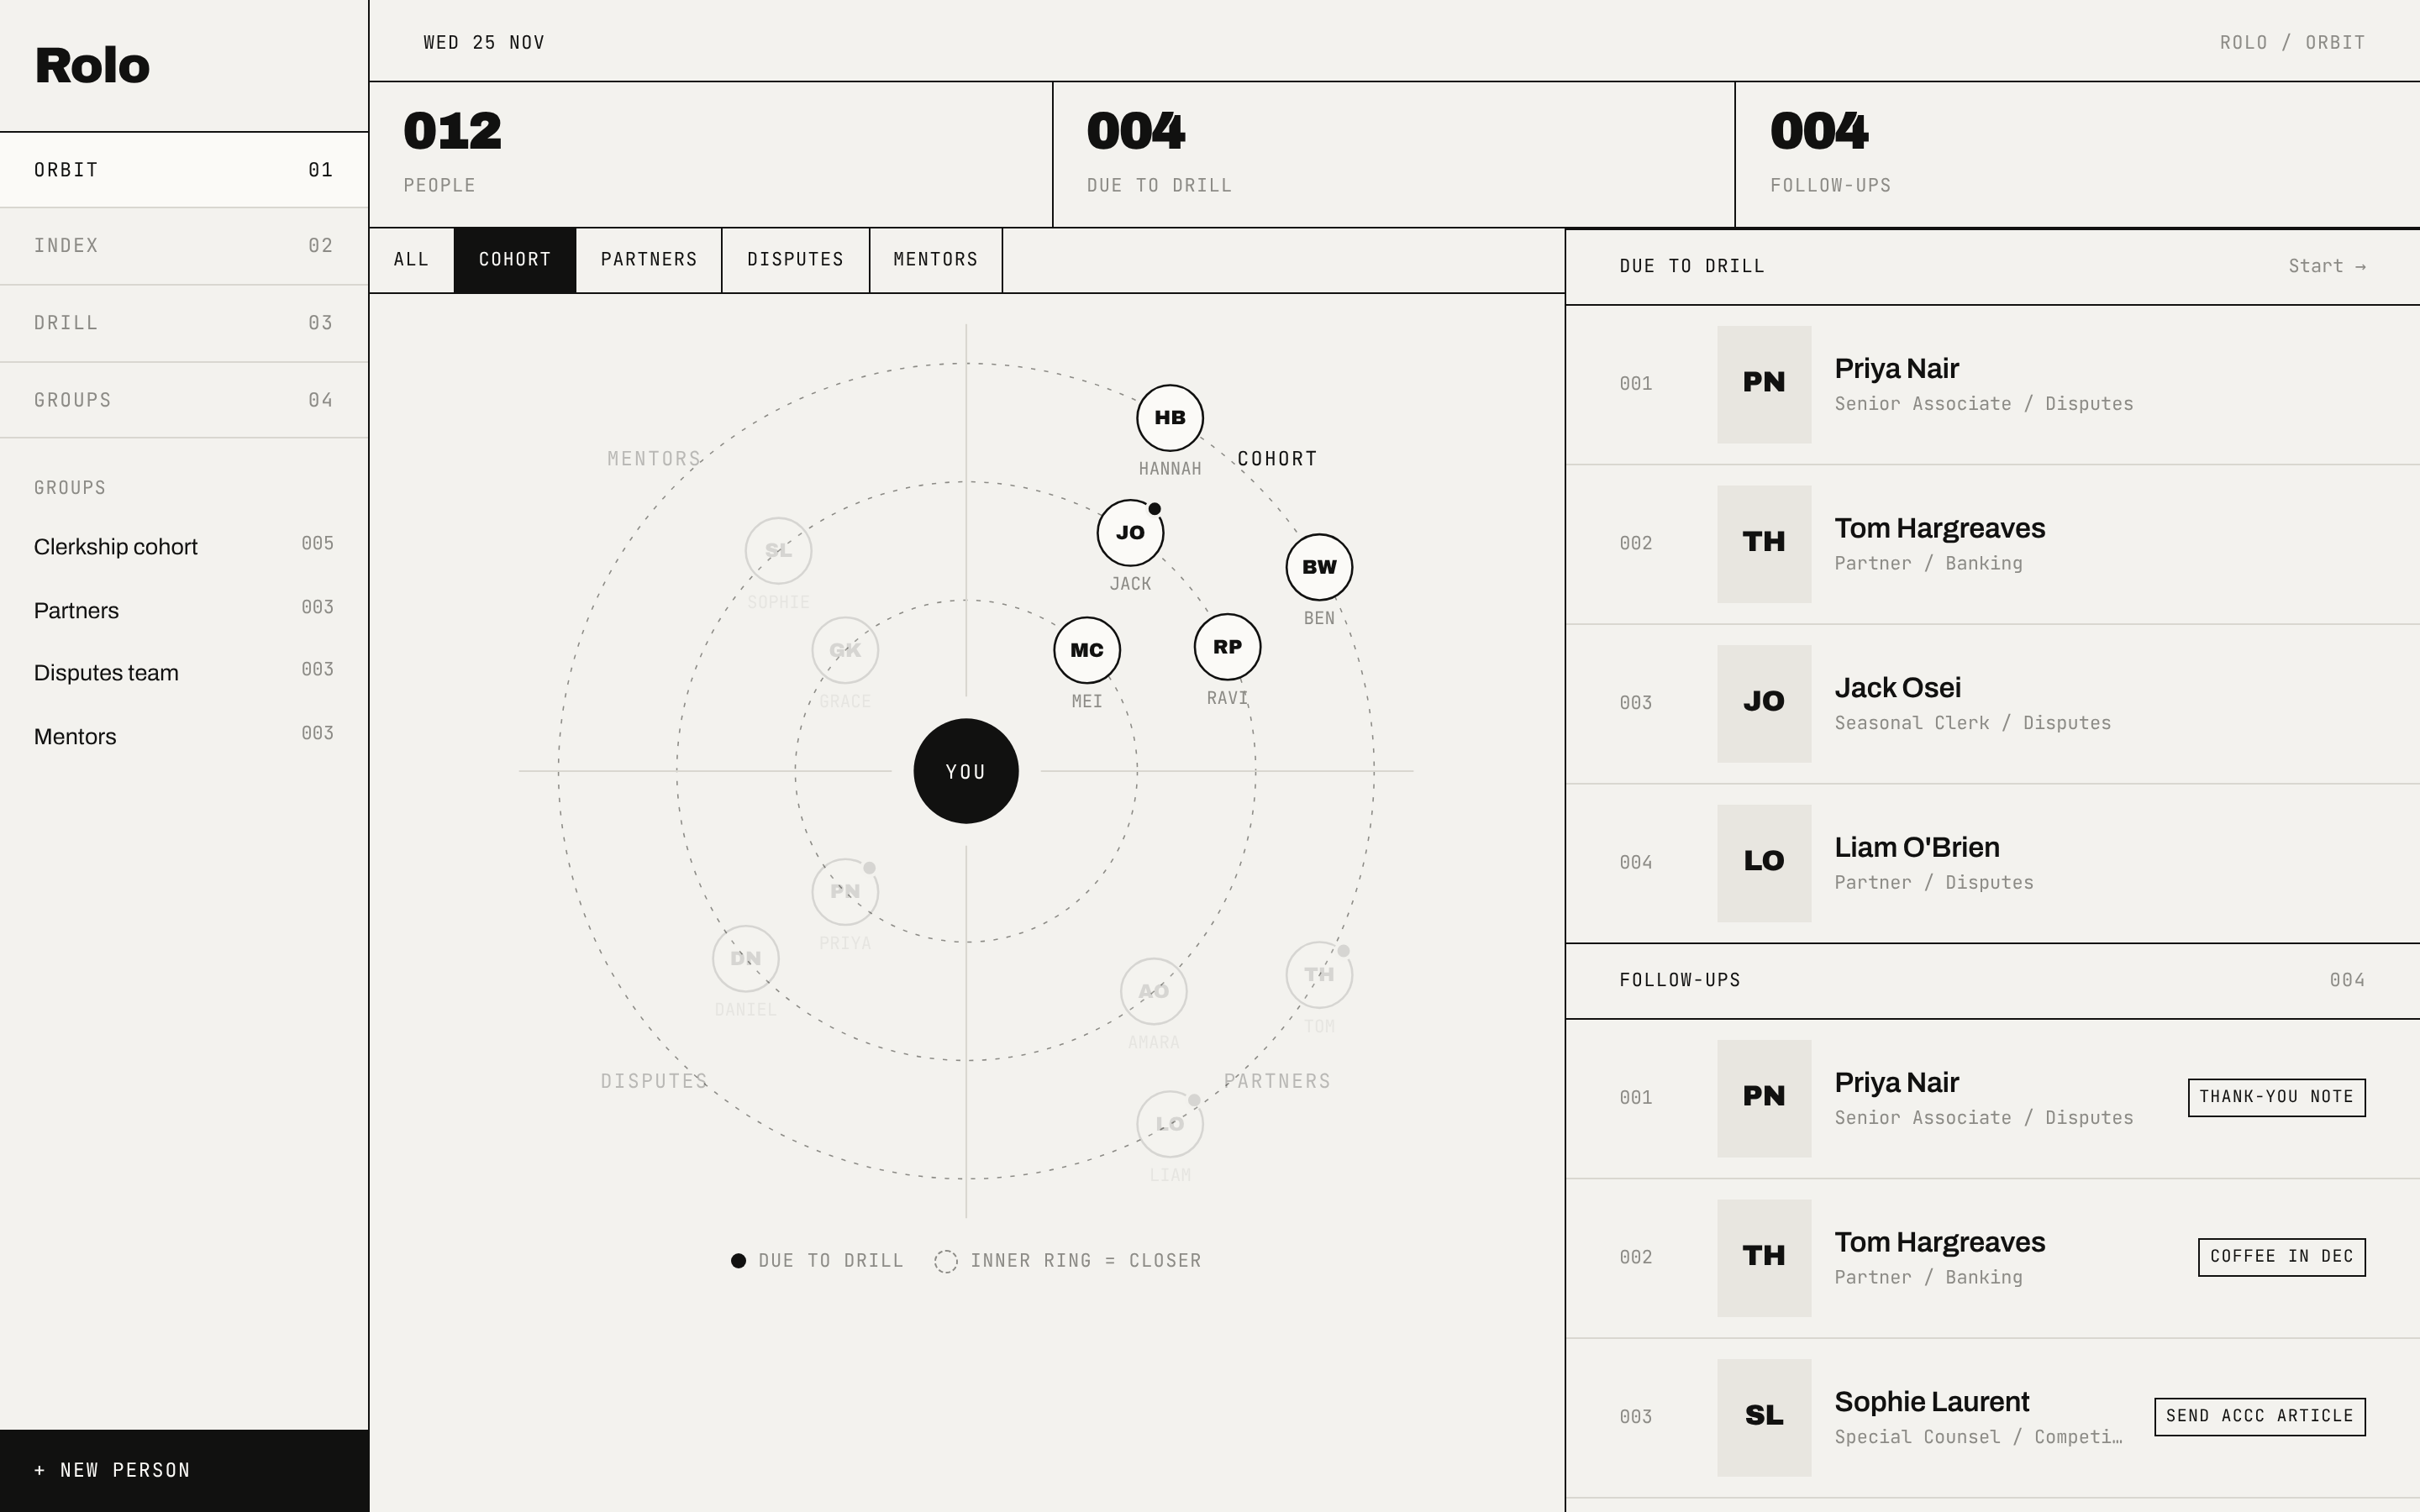 Rolo
ORBIT 01
INDEX 02
DRILL 03
GROUPS 04
GROUPS
Clerkship cohort 005
Partners 003
Disputes team 003
Mentors 003
+ NEW PERSON
WED 25 NOV
ROLO / ORBIT
012
PEOPLE
004
DUE TO DRILL
004
FOLLOW-UPS
ALL COHORT PARTNERS DISPUTES MENTORS
HB
HANNAH
MENTORS
COHORT
JO
JACK
SL
SOPHIE
BW
BEN
GK
GRACE
MC
MEI
RP
RAVI
YOU
PN
PRIYA
DN
DANIEL
AO
AMARA
TH
TOM
DISPUTES
PARTNERS
LO
LIAM
DUE TO DRILL
INNER RING = CLOSER
DUE TO DRILL Start →
001 PN Priya Nair
Senior Associate / Disputes
002 TH Tom Hargreaves
Partner / Banking
003 JO Jack Osei
Seasonal Clerk / Disputes
004 LO Liam O'Brien
Partner / Disputes
FOLLOW-UPS 004
001 PN Priya Nair
Senior Associate / Disputes
THANK-YOU NOTE
002 TH Tom Hargreaves
Partner / Banking
COFFEE IN DEC
003 SL Sophie Laurent
Special Counsel / Competi…
SEND ACCC ARTICLE